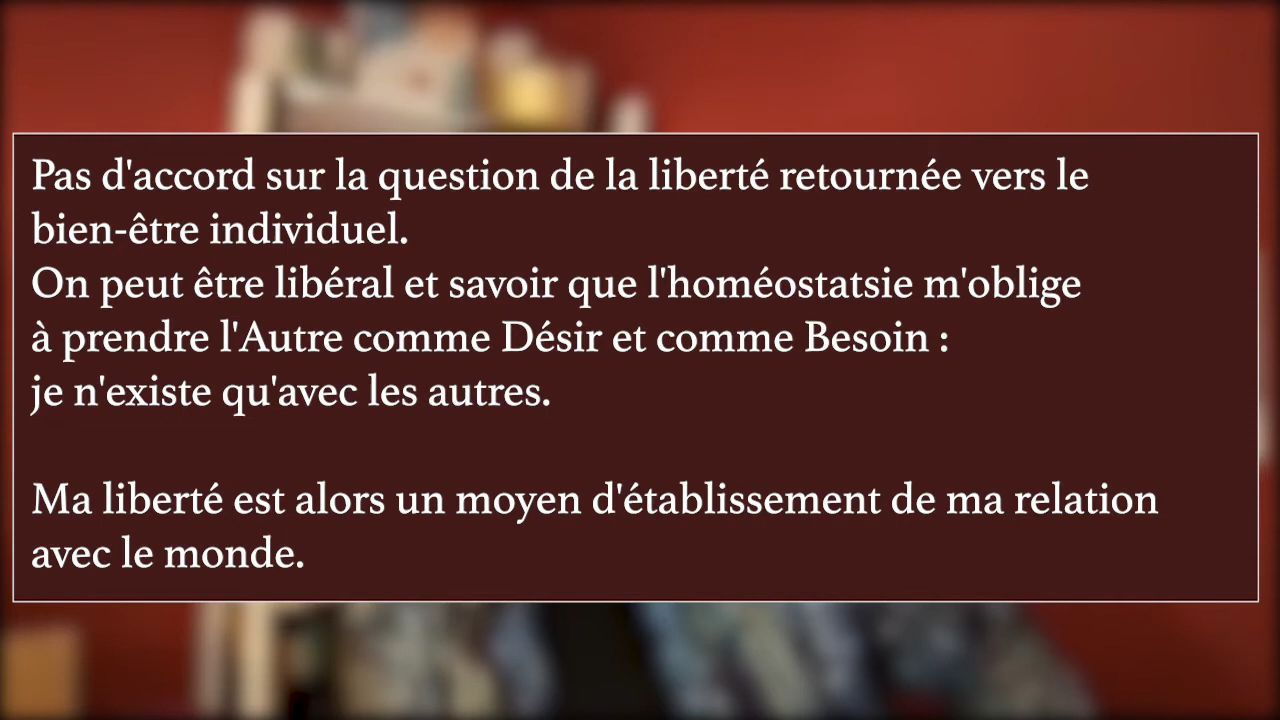 Pas d'accord sur la question de la liberté retournée vers le
bien-être individuel.
On peut être libéral et savoir que l'homéostatsie m'oblige
à prendre l'Autre comme Désir et comme Besoin :
je n'existe qu'avec les autres.
Ma liberté est alors un moyen d'établissement de ma relation
avec le monde.